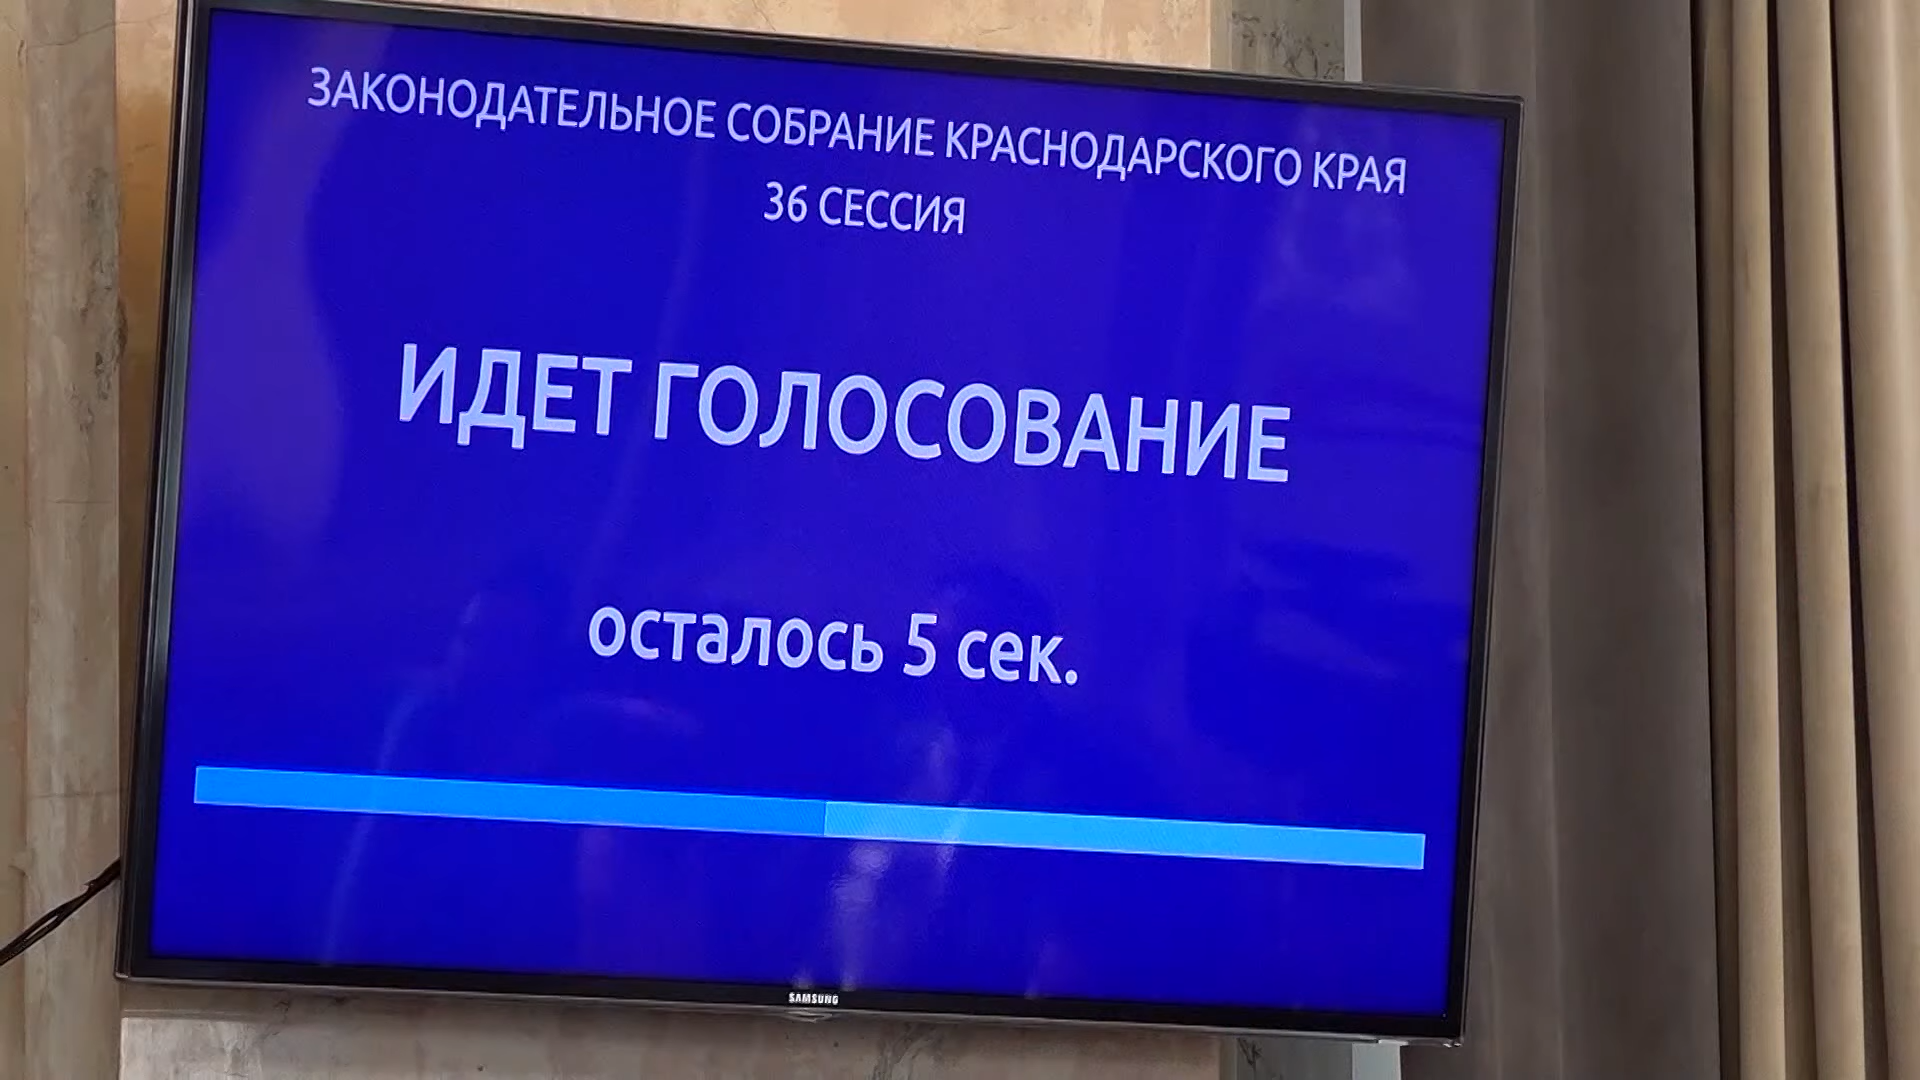 ЗАКОНОДАТЕЛЬНОЕ СОБРАНИЕ КРАСНОДАРСКОГО КРАЯ
36 СЕССИЯ
ИДЕТ ГОЛОСОВАНИЕ
осталось 5 сек.
SAMSUNG